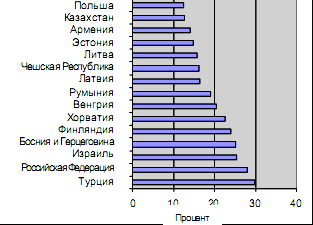 Польша
Казахстан
Армения
Эстония
Литва
Чешская Республика
Латвия
Румыния
Венгрия
Хорватия
Финляндия
Босния и Герцеговина
Израиль
Российская Федерация
Турция
0 10 20 30 40
Процент